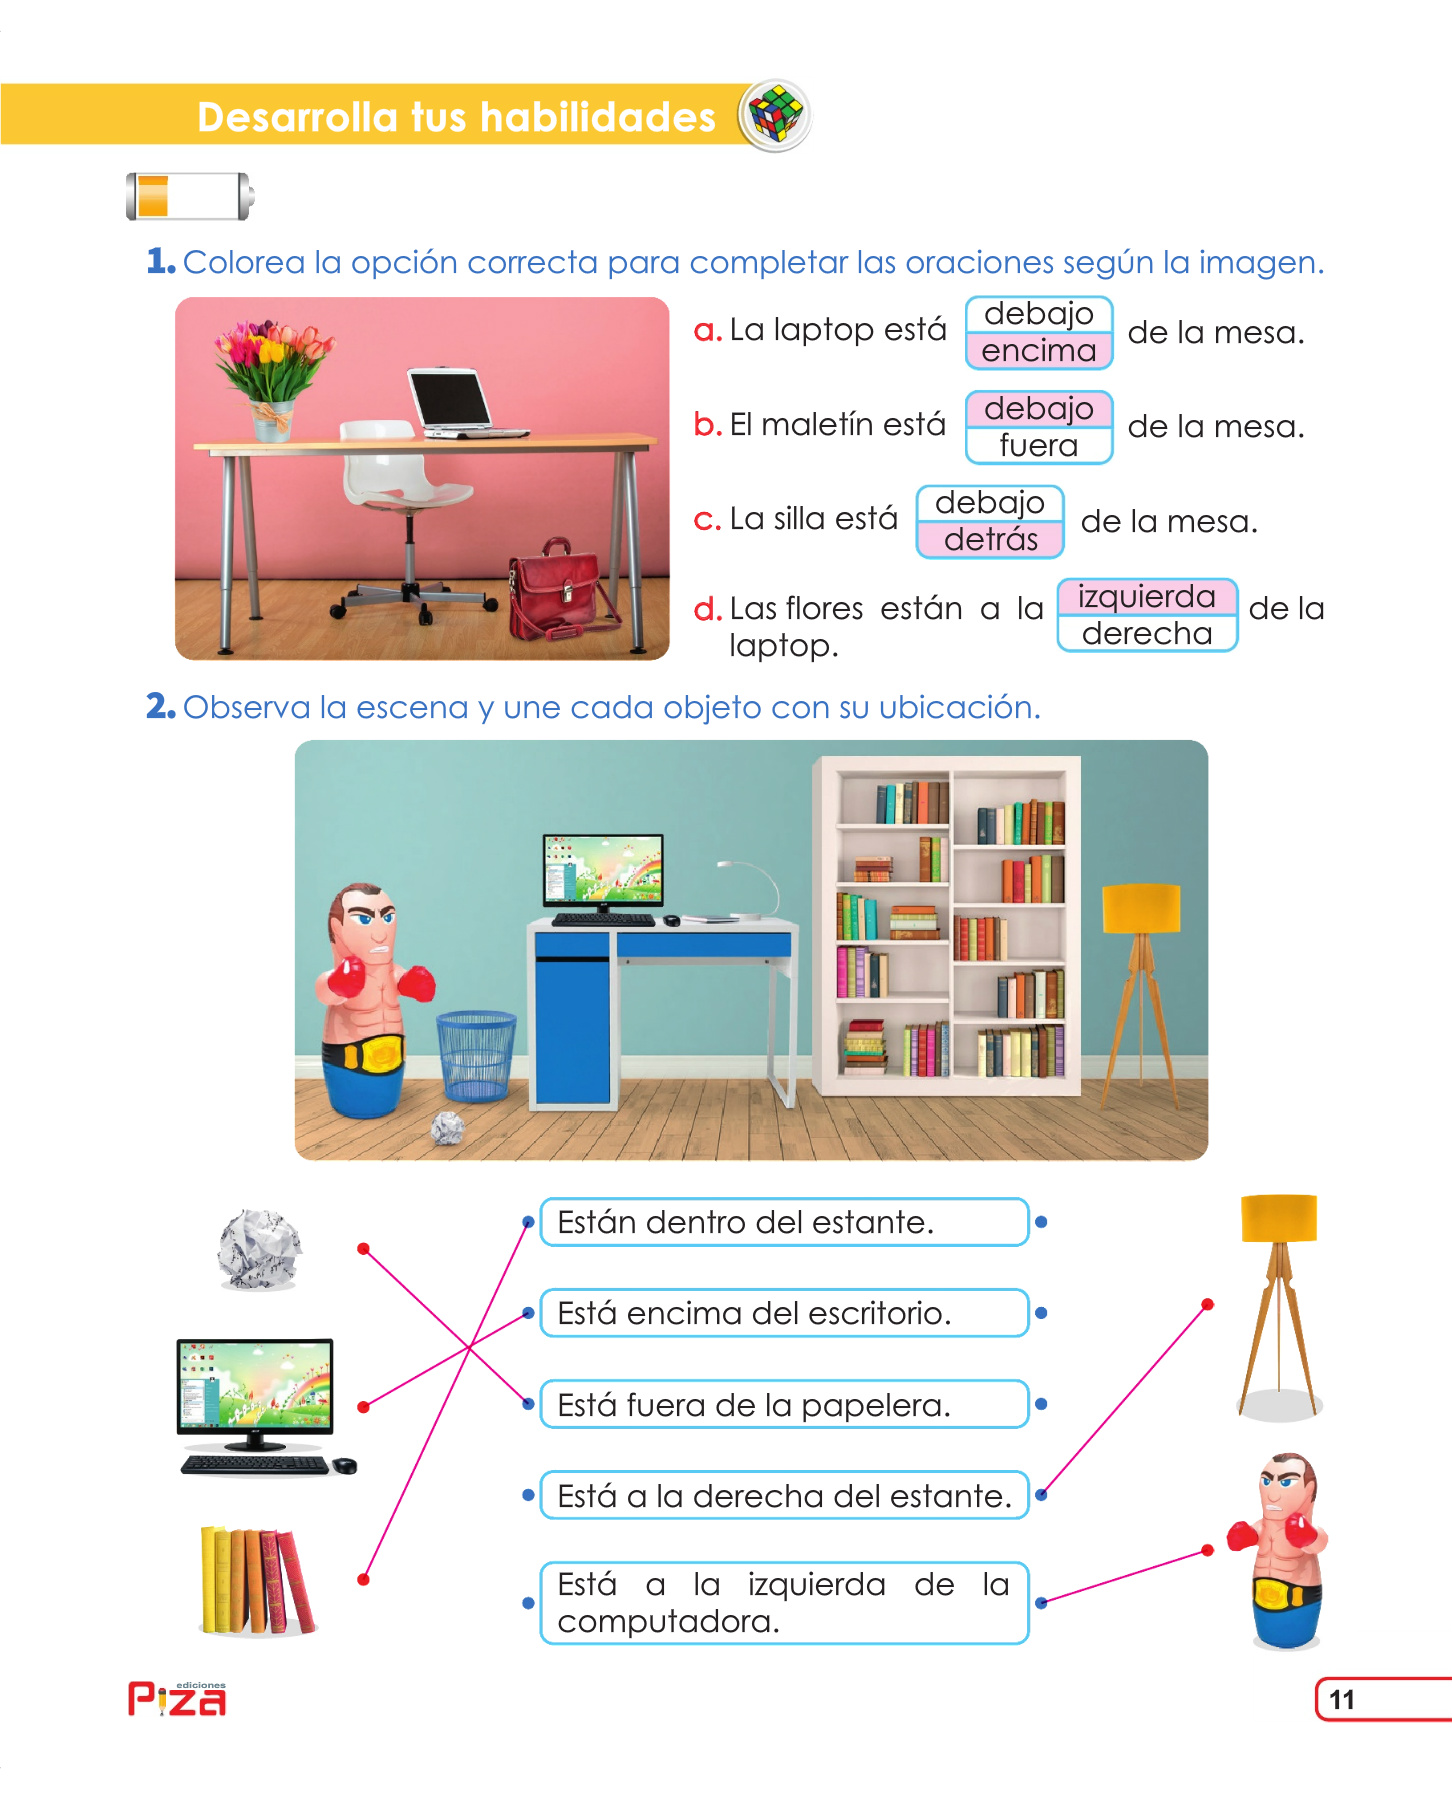 Desarrolla tus habilidades
1. Colorea la opción correcta para completar las oraciones según la imagen.
a. La laptop está debajo encima de la mesa.
b. El maletín está debajo fuera de la mesa.
c. La silla está debajo detrás de la mesa.
d. Las flores están a la izquierda derecha de la
laptop.
2. Observa la escena y une cada objeto con su ubicación.
Están dentro del estante.
Está encima del escritorio.
Está fuera de la papelera.
Está a la derecha del estante.
Está a la izquierda de la
computadora.
ediciones
Piza
11